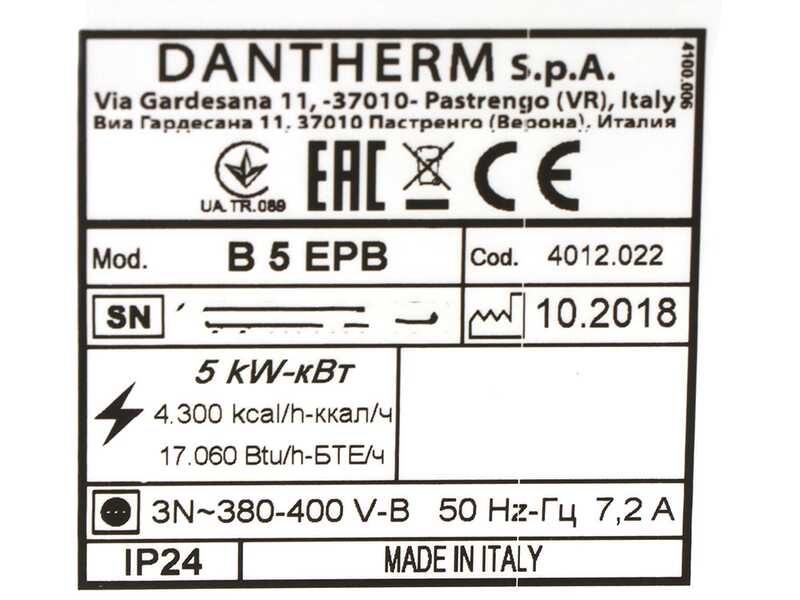 DANTHERM S.p.A.
4100.006
Via Gardesana 11, -37010- Pastrengo (VR), Italy
Виа Гардесана 11, 37010 Пастренго (Верона), Италия
UA.TR.089
EAC
CE
Mod. B 5 EPB
Cod. 4012.022
SN
10.2018
5 kW-кВт
4.300 kcal/h-ккал/ч
17.060 Btu/h-БТЕ/ч
3N~380-400 V-В 50 Hz-Гц 7,2 A
IP24
MADE IN ITALY